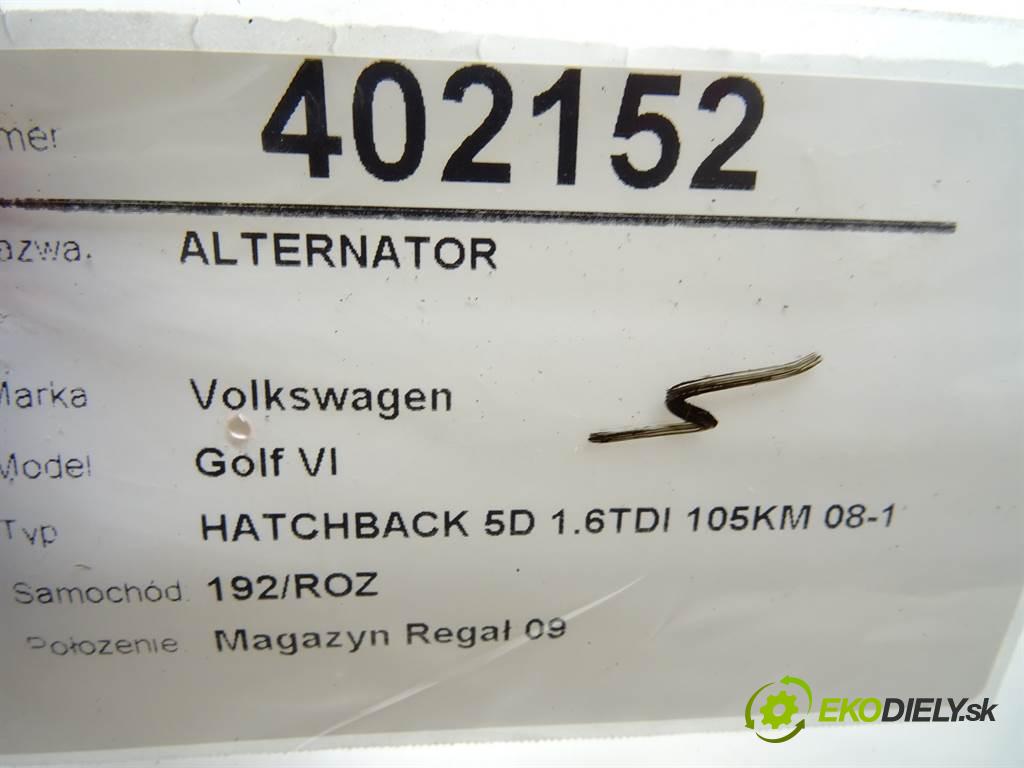 mer 402152
azwa. ALTERNATOR
Marka Volkswagen
Model Golf VI
Typ HATCHBACK 5D 1.6TDI 105KM 08-1
Samochód 192/ROZ
Położenie Magazyn Regał 09
EKODIELY.sk